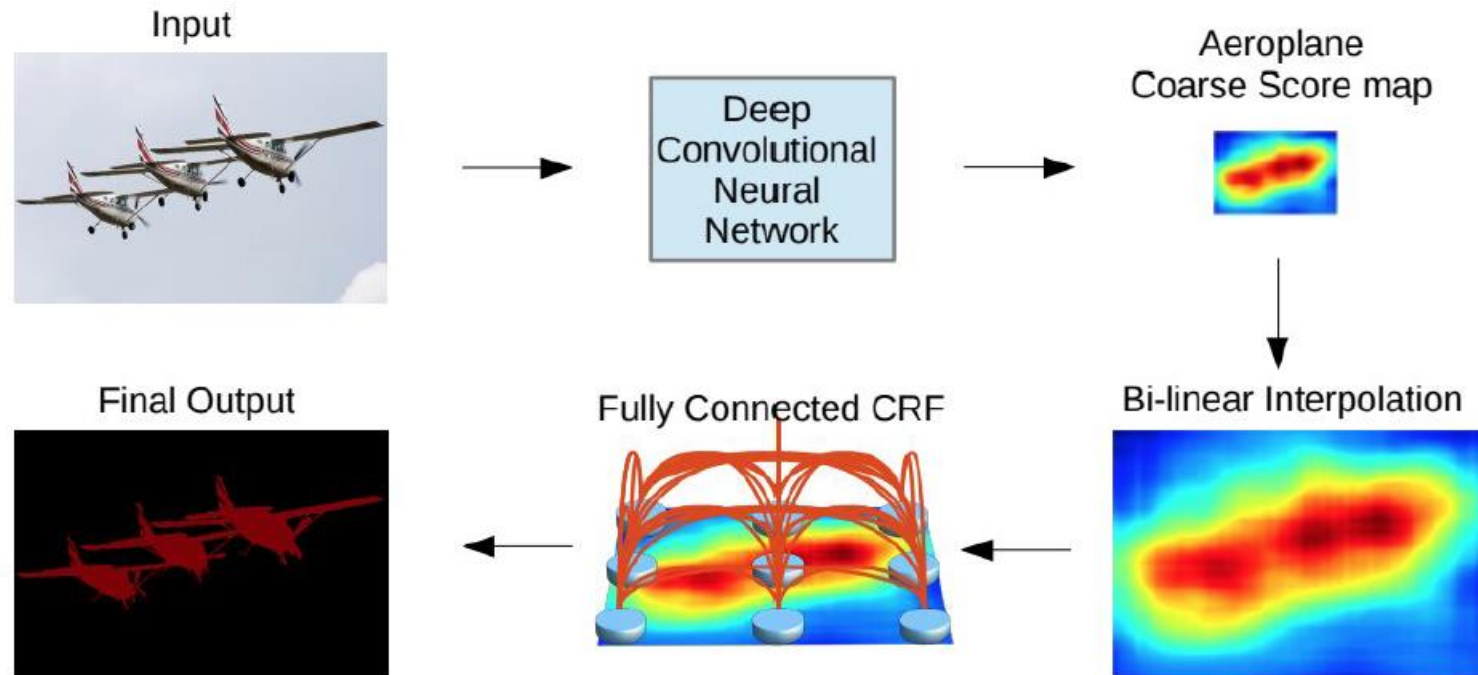 Input
Deep
Convolutional
Neural
Network
Aeroplane
Coarse Score map
Final Output
Fully Connected CRF
Bi-linear Interpolation